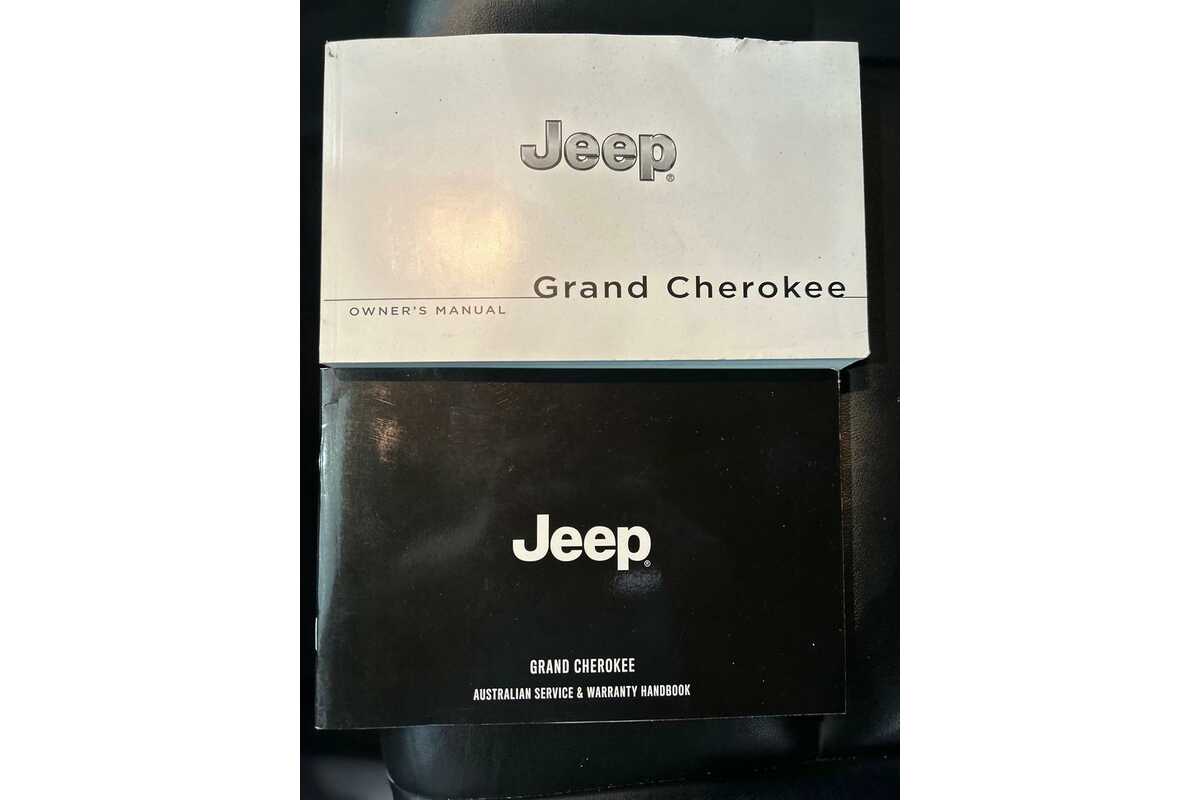 Jeep®
Grand Cherokee
OWNER'S MANUAL
Jeep®
GRAND CHEROKEE
AUSTRALIAN SERVICE & WARRANTY HANDBOOK